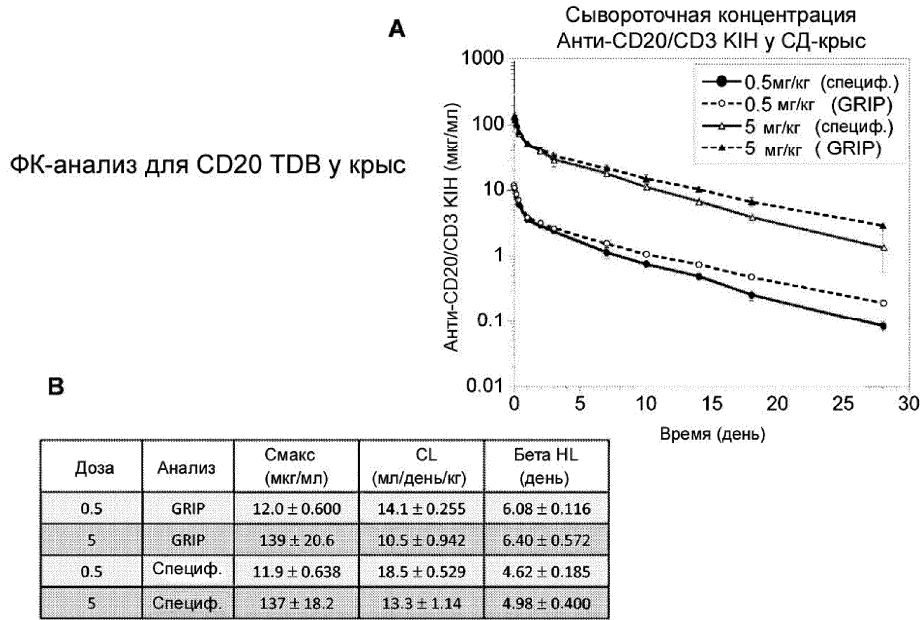 ФК-анализ для CD20 TDB у крыс
A
Сывороточная концентрация
Анти-CD20/CD3 KIH у СД-крыс
Анти-CD20/CD3 KIH (мкг/мл)
1000
100
10
1
0.1
0.01
0.5мг/кг (специф.)
0.5 мг/кг (GRIP)
5 мг/кг (специф.)
5 мг/кг ( GRIP)
0 5 10 15 20 25 30
Время (день)
B
Доза Анализ Смакс (мкг/мл) CL (мл/день/кг) Бета HL (день)
0.5 GRIP 12.0 ± 0.600 14.1 ± 0.255 6.08 ± 0.116
5 GRIP 139 ± 20.6 10.5 ± 0.942 6.40 ± 0.572
0.5 Специф. 11.9 ± 0.638 18.5 ± 0.529 4.62 ± 0.185
5 Специф. 137 ± 18.2 13.3 ± 1.14 4.98 ± 0.400